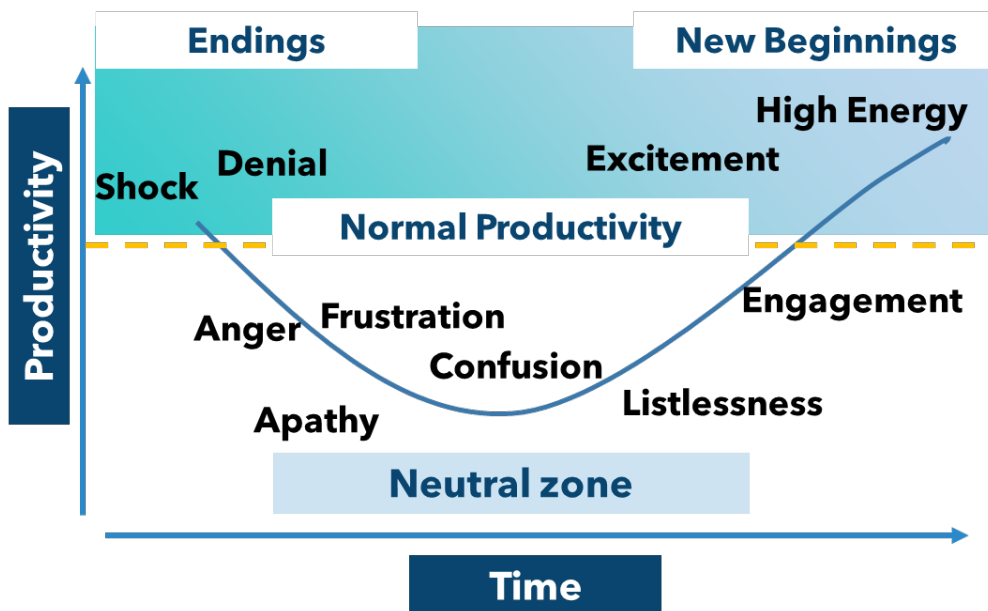 Endings
New Beginnings
High Energy
Denial
Excitement
Shock
Normal Productivity
Productivity
Engagement
Frustration
Anger
Confusion
Listlessness
Apathy
Neutral zone
Time